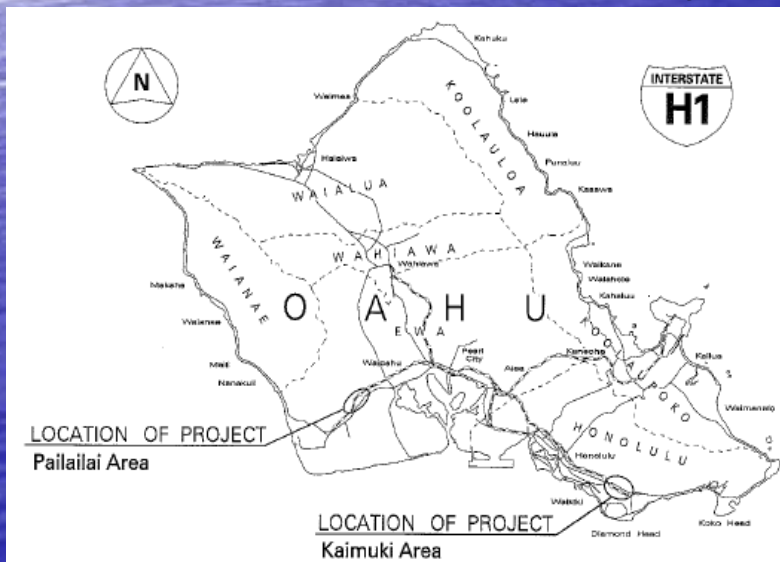 N
INTERSTATE
H1
Kahuku
Waimea
KOOLAULOA
Laie
Hauula
Punaluu
Haleiwa
Kaaawa
WAIALUA
WAIANAE
WAHIAWA
Wahiawa
Waikane
Waiahole
Kahaluu
Makaha
OAHU
KOOLAUPOKO
Waianae
EWA
Pearl
City
Waipahu
Aiea
Kaneohe
Kailua
Maili
Nanakuli
Waimanalo
HONOLULU
LOCATION OF PROJECT
Pailailai Area
Honolulu
Waikiki
LOCATION OF PROJECT
Kaimuki Area
Diamond Head
Koko Head